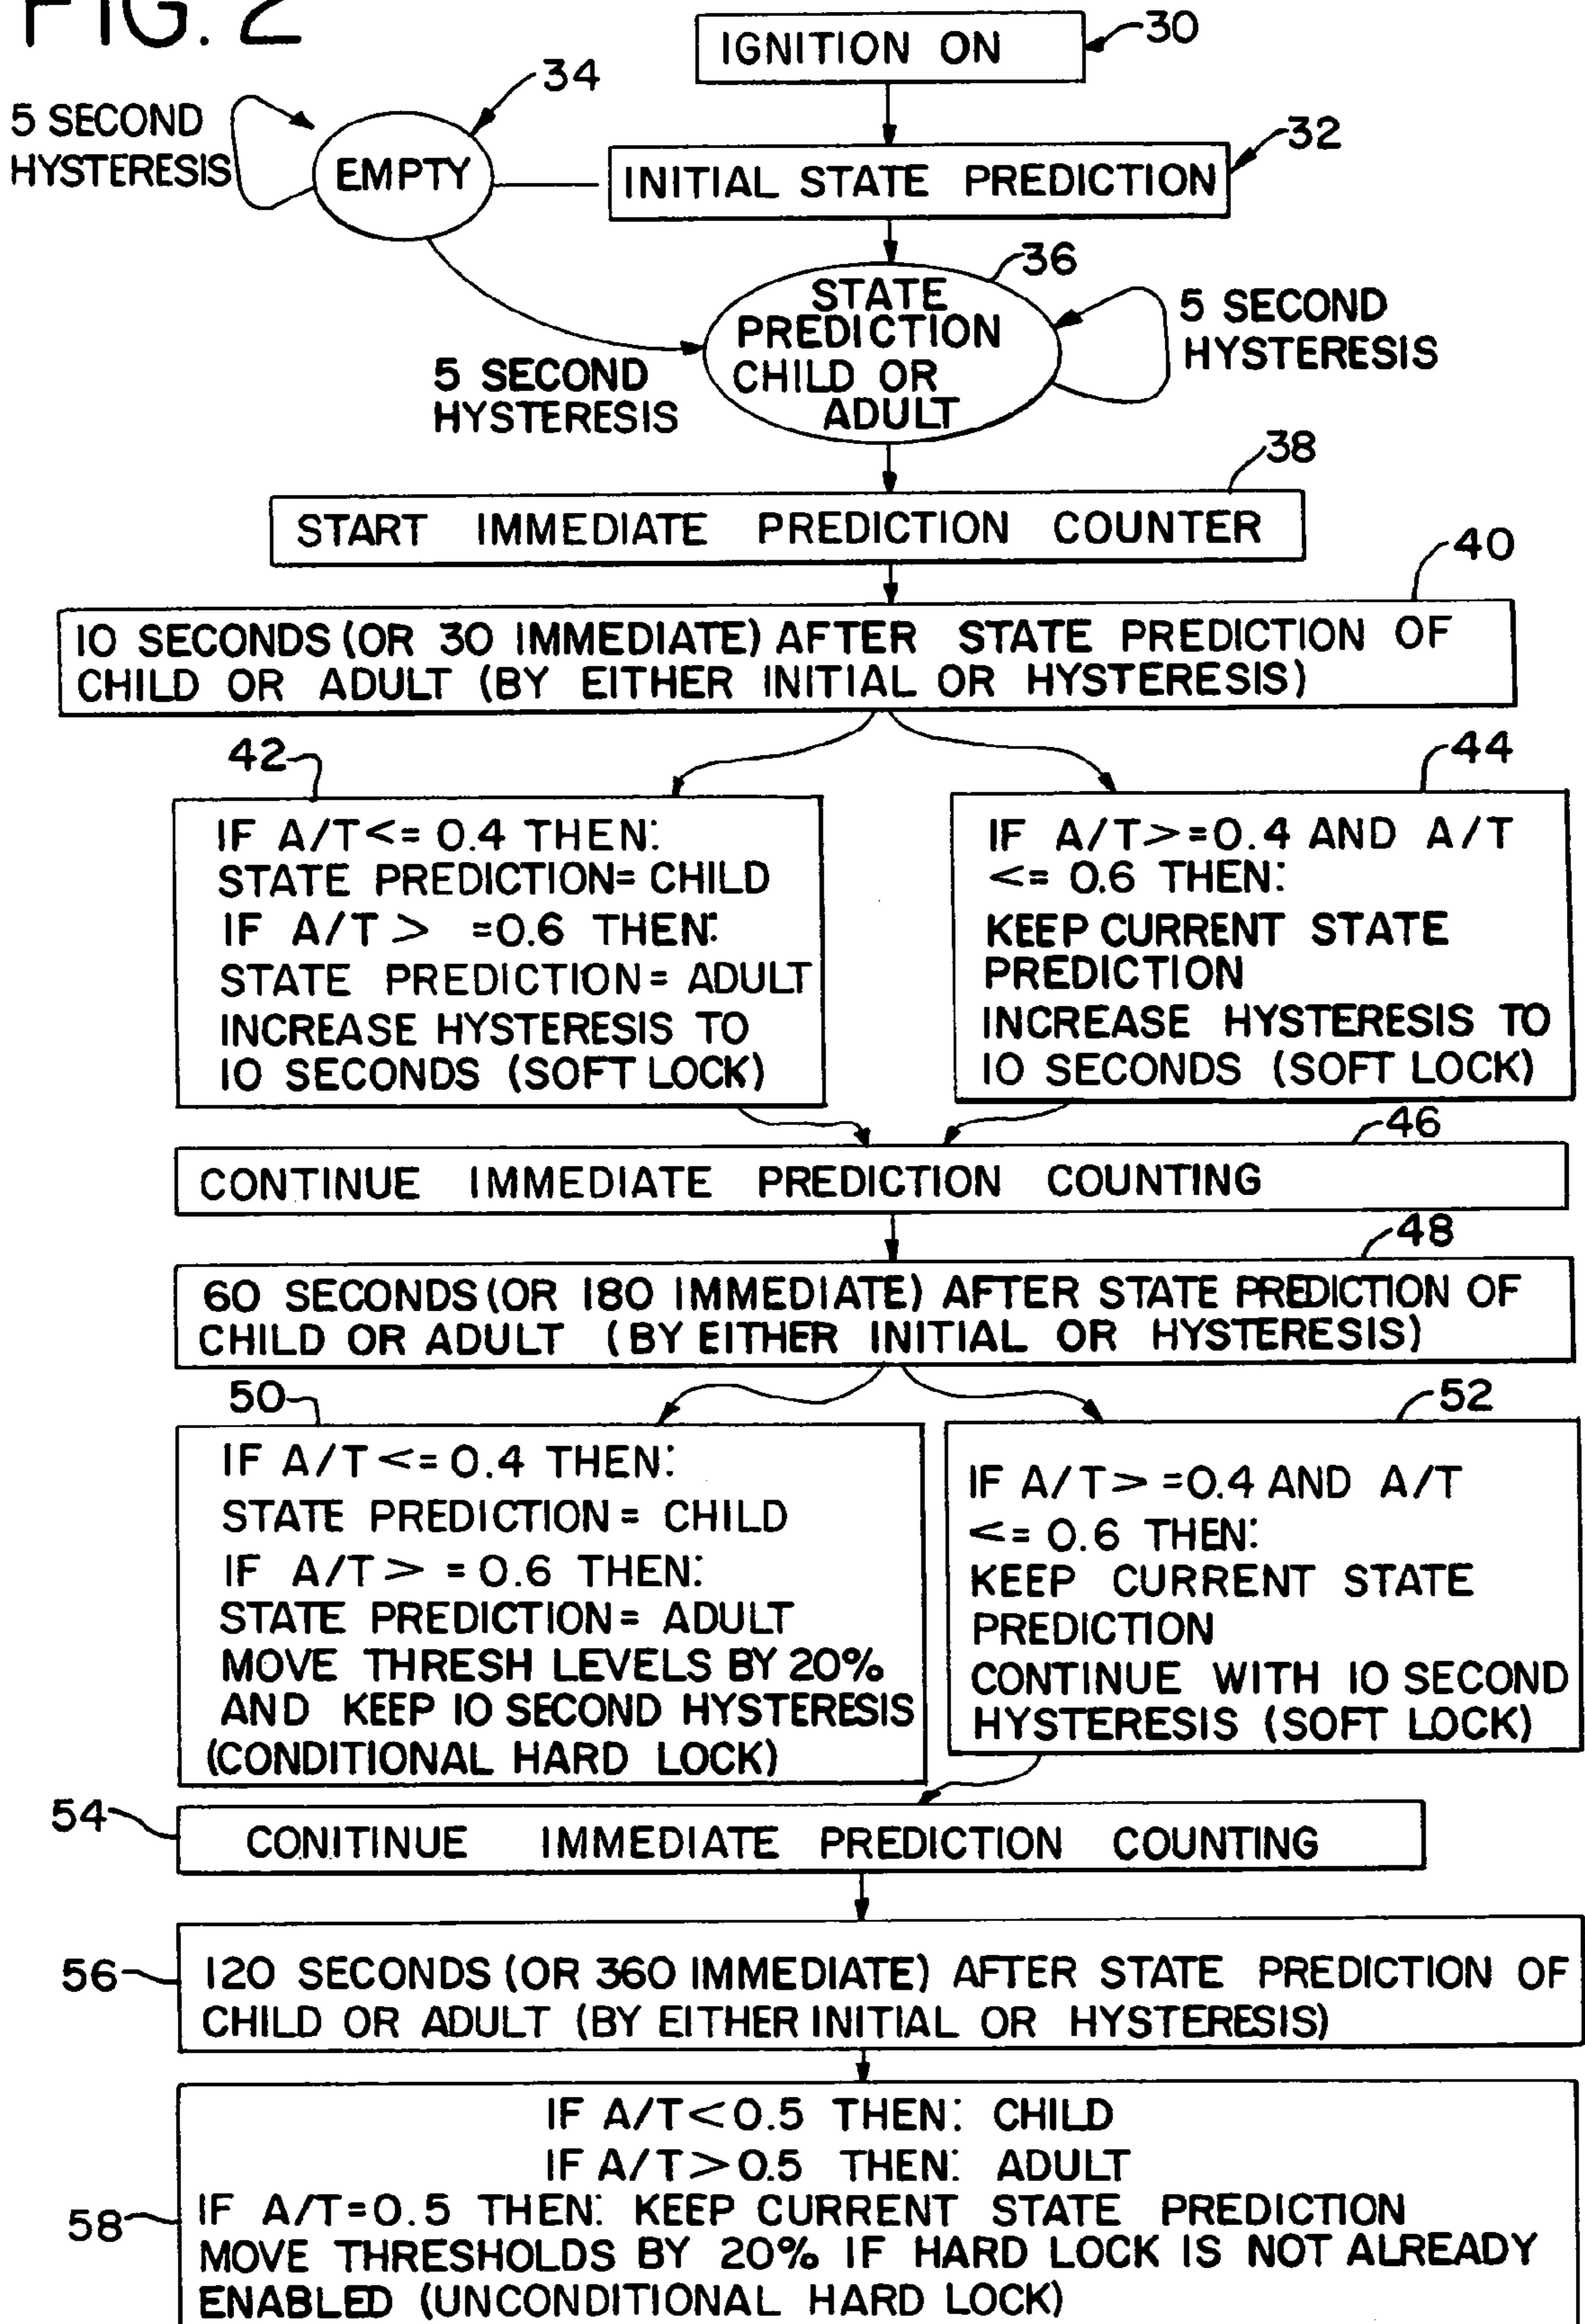 FIG. 2
IGNITION ON
30
34
5 SECOND
HYSTERESIS
EMPTY
32
INITIAL STATE PREDICTION
36
STATE
PREDICTION
CHILD OR
ADULT
5 SECOND
HYSTERESIS
5 SECOND
HYSTERESIS
38
START IMMEDIATE PREDICTION COUNTER
40
10 SECONDS (OR 30 IMMEDIATE) AFTER STATE PREDICTION OF
CHILD OR ADULT (BY EITHER INITIAL OR HYSTERESIS)
42
IF A/T<= 0.4 THEN:
STATE PREDICTION= CHILD
IF A/T> =0.6 THEN:
STATE PREDICTION= ADULT
INCREASE HYSTERESIS TO
10 SECONDS (SOFT LOCK)
44
IF A/T>=0.4 AND A/T
<= 0.6 THEN:
KEEP CURRENT STATE
PREDICTION
INCREASE HYSTERESIS TO
10 SECONDS (SOFT LOCK)
46
CONTINUE IMMEDIATE PREDICTION COUNTING
48
60 SECONDS (OR 180 IMMEDIATE) AFTER STATE PREDICTION OF
CHILD OR ADULT (BY EITHER INITIAL OR HYSTERESIS)
50
IF A/T<=0.4 THEN:
STATE PREDICTION= CHILD
IF A/T> =0.6 THEN:
STATE PREDICTION= ADULT
MOVE THRESH LEVELS BY 20%
AND KEEP 10 SECOND HYSTERESIS
(CONDITIONAL HARD LOCK)
52
IF A/T> =0.4 AND A/T
<= 0.6 THEN:
KEEP CURRENT STATE
PREDICTION
CONTINUE WITH 10 SECOND
HYSTERESIS (SOFT LOCK)
54
CONITINUE IMMEDIATE PREDICTION COUNTING
56
120 SECONDS (OR 360 IMMEDIATE) AFTER STATE PREDICTION OF
CHILD OR ADULT (BY EITHER INITIAL OR HYSTERESIS)
58
IF A/T<0.5 THEN: CHILD
IF A/T>0.5 THEN: ADULT
IF A/T=0.5 THEN: KEEP CURRENT STATE PREDICTION
MOVE THRESHOLDS BY 20% IF HARD LOCK IS NOT ALREADY
ENABLED (UNCONDITIONAL HARD LOCK)